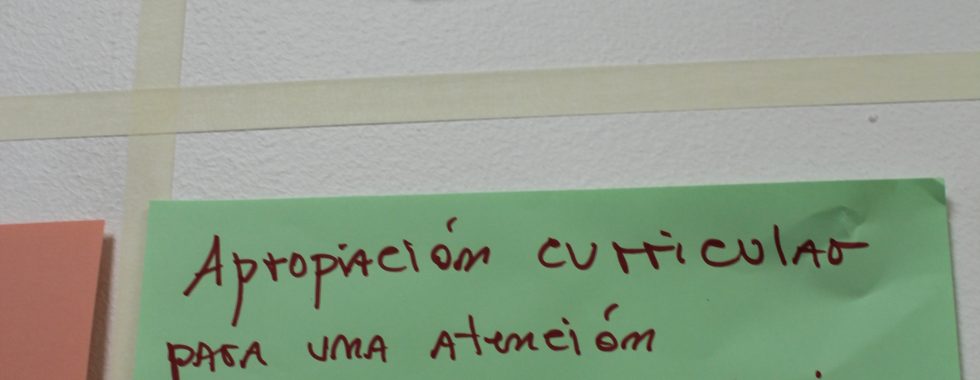 Apropiación curricular
para una atención